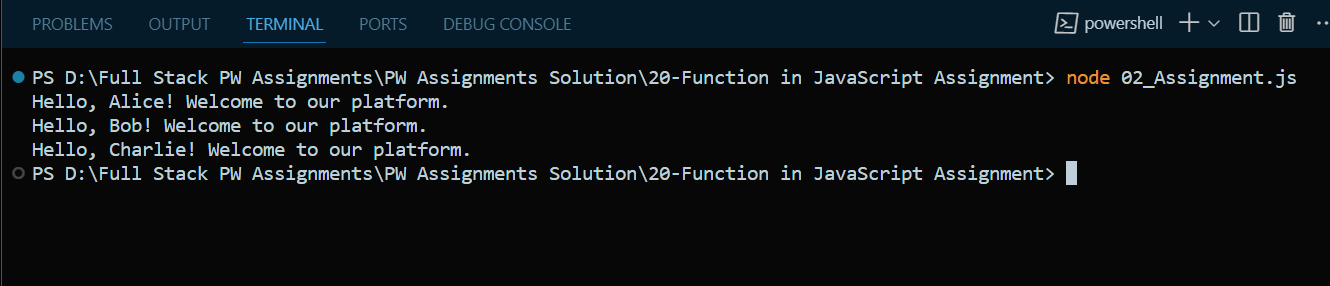 PROBLEMS OUTPUT TERMINAL PORTS DEBUG CONSOLE powershell
PS D:\Full Stack PW Assignments\PW Assignments Solution\20-Function in JavaScript Assignment> node 02_Assignment.js
Hello, Alice! Welcome to our platform.
Hello, Bob! Welcome to our platform.
Hello, Charlie! Welcome to our platform.
PS D:\Full Stack PW Assignments\PW Assignments Solution\20-Function in JavaScript Assignment>